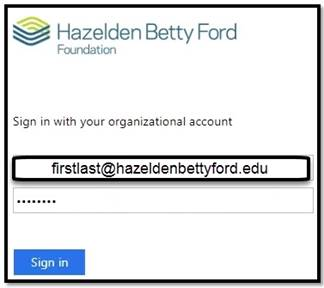 Hazelden Betty Ford
Foundation
Sign in with your organizational account
firstlast@hazeldenbettyford.edu
••••••••
Sign in